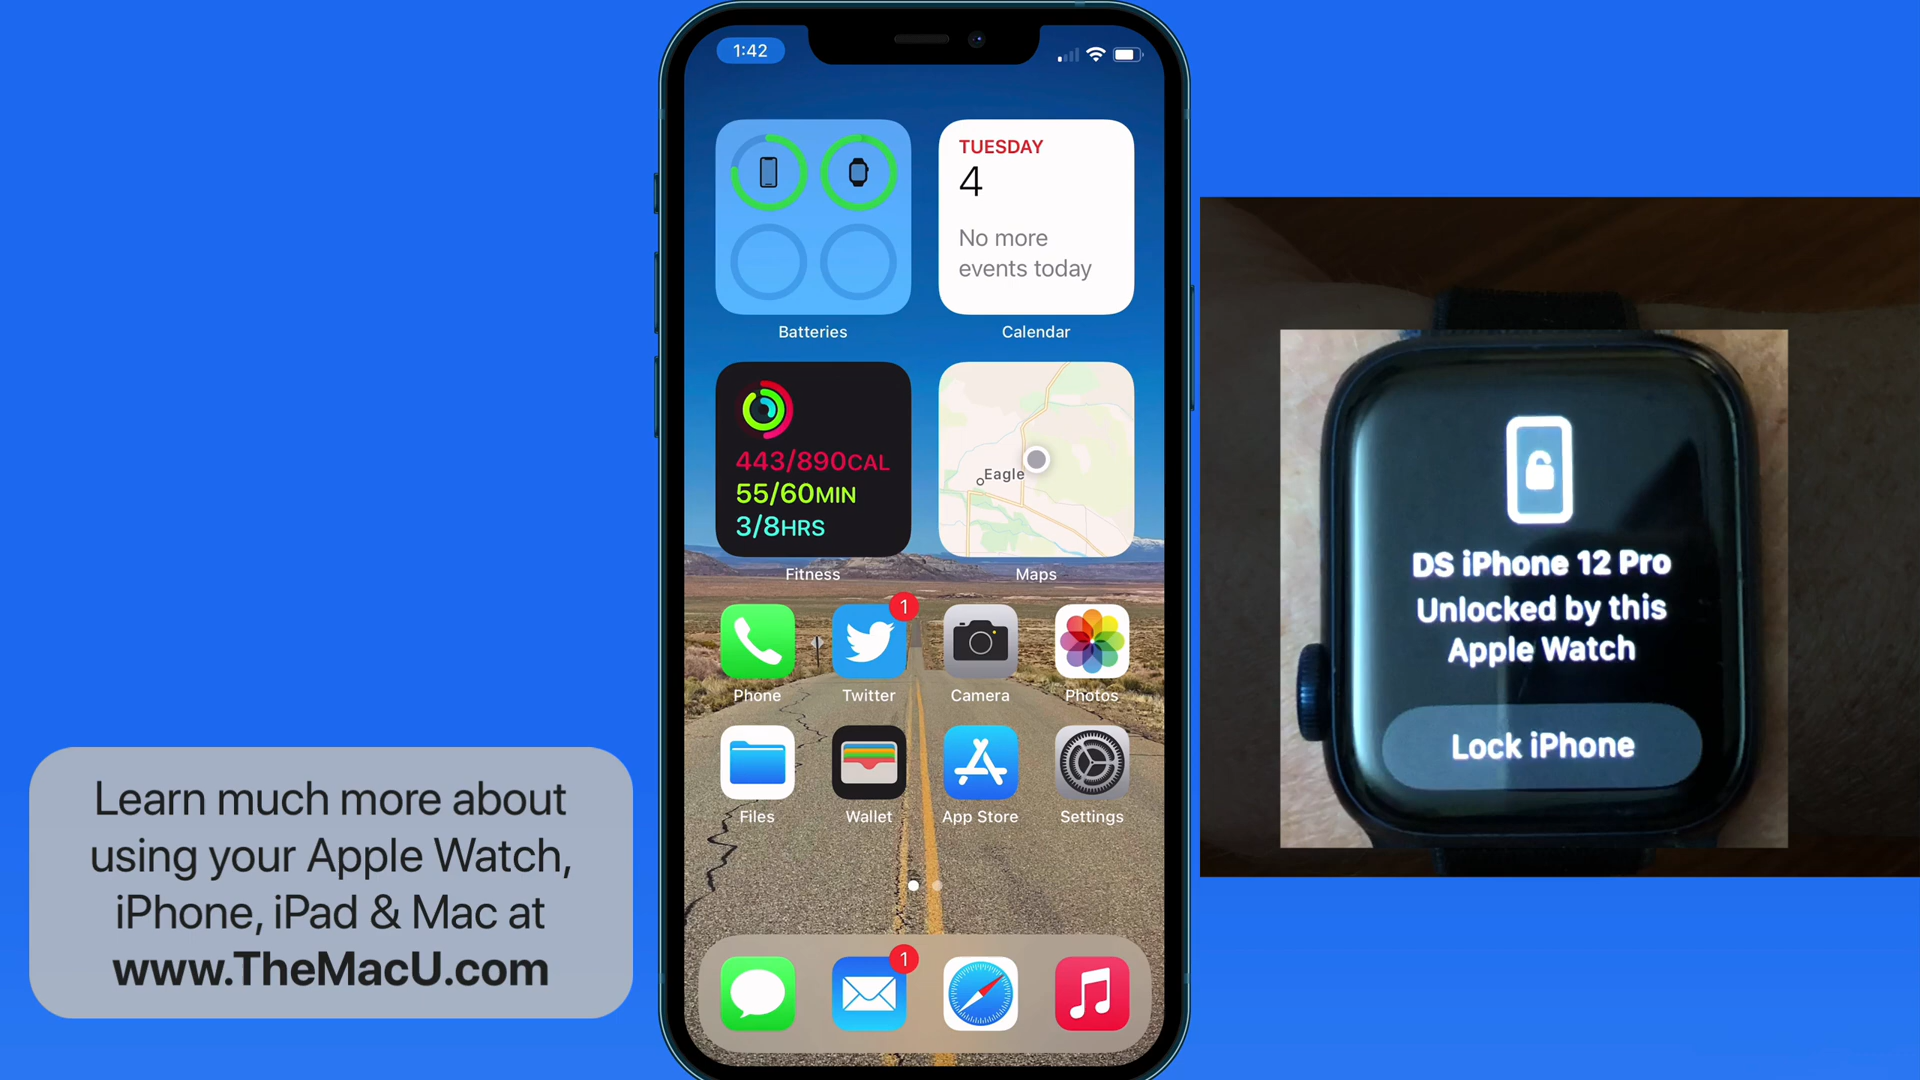 1:42
TUESDAY
4
No more
events today
Batteries
Calendar
443/890CAL
55/60MIN
3/8HRS
Eagle
Fitness
Maps
1
Phone
Twitter
Camera
Photos
Files
Wallet
App Store
Settings
1
Learn much more about
using your Apple Watch,
iPhone, iPad & Mac at
www.TheMacU.com
DS iPhone 12 Pro
Unlocked by this
Apple Watch
Lock iPhone